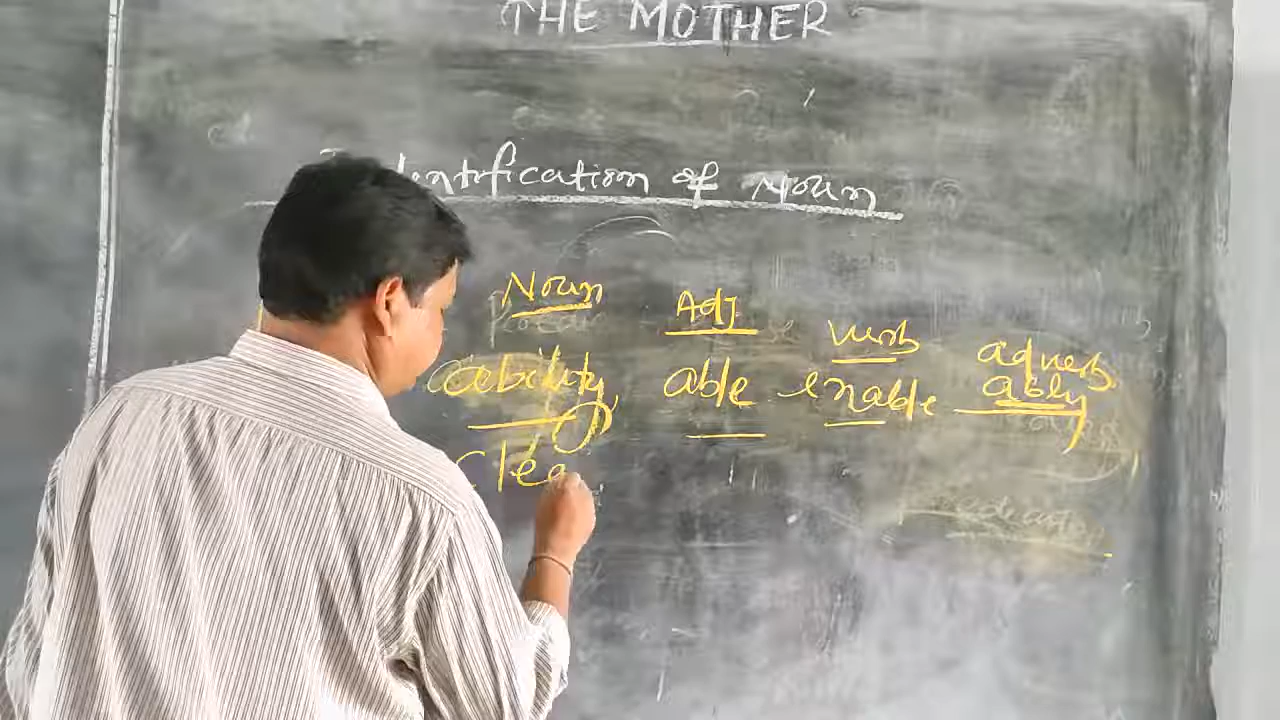 THE MOTHER
Identification of Noun
Noun Adj verb adverb
ability able enable ably
Clea